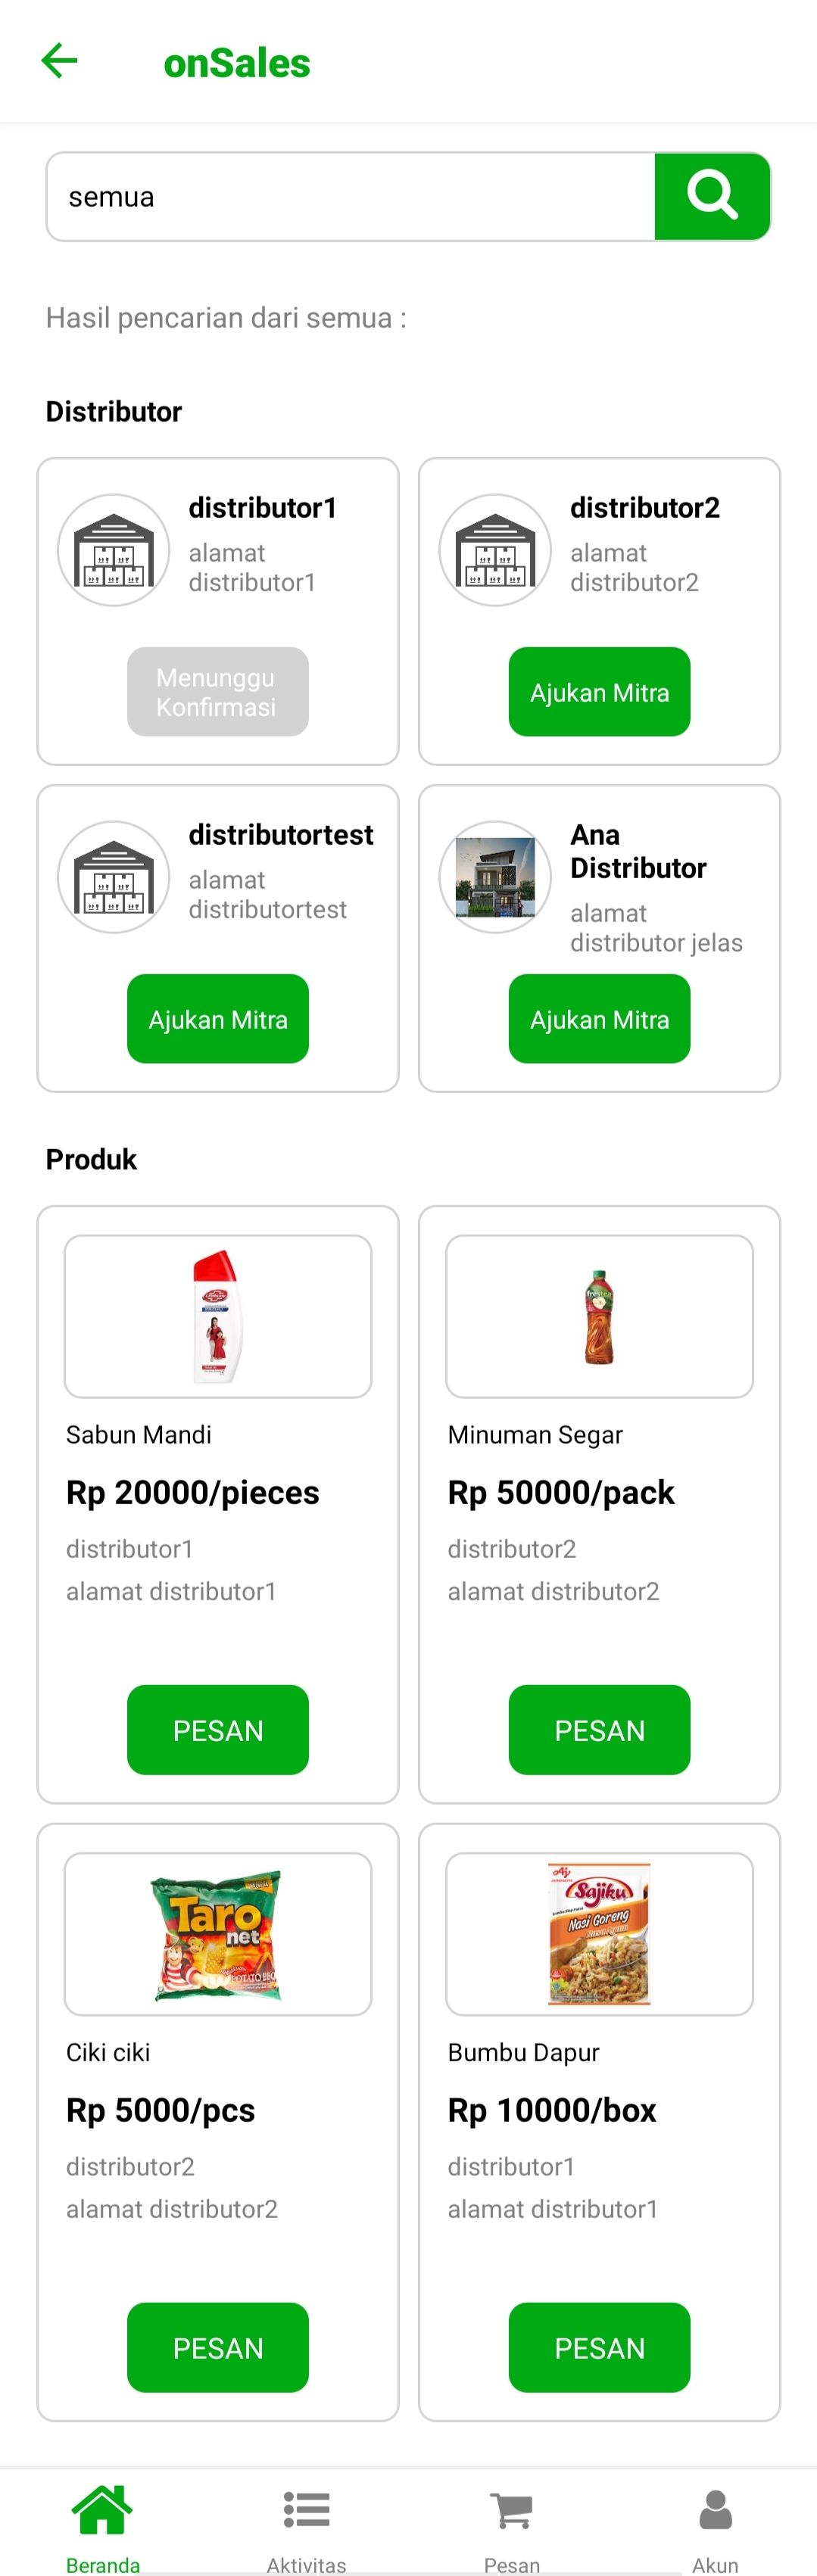 onSales
semua
Hasil pencarian dari semua :
Distributor
distributor1
alamat
distributor1
Menunggu
Konfirmasi
distributor2
alamat
distributor2
Ajukan Mitra
distributortest
alamat
distributortest
Ajukan Mitra
Ana
Distributor
alamat
distributor jelas
Ajukan Mitra
Produk
Sabun Mandi
Rp 20000/pieces
distributor1
alamat distributor1
PESAN
frestea
Minuman Segar
Rp 50000/pack
distributor2
alamat distributor2
PESAN
Taro
net
POTATO BBQ
Ciki ciki
Rp 5000/pcs
distributor2
alamat distributor2
PESAN
Sajiku
Nasi Goreng
Bumbu Dapur
Rp 10000/box
distributor1
alamat distributor1
PESAN
Beranda
Aktivitas
Pesan
Akun